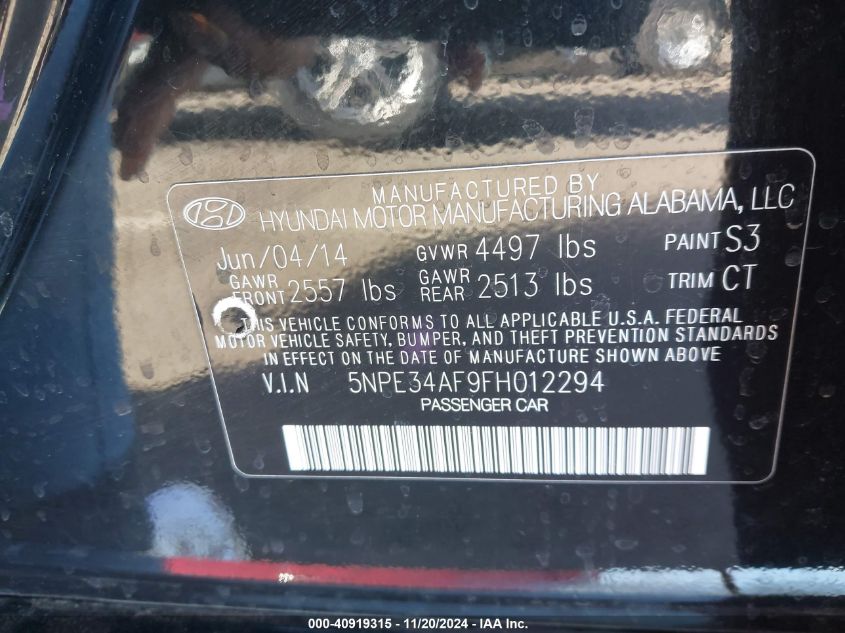 MANUFACTURED BY
HYUNDAI MOTOR MANUFACTURING ALABAMA, LLC
Jun/04/14 GVWR 4497 lbs PAINT S3
GAWR FRONT 2557 lbs GAWR REAR 2513 lbs TRIM CT
THIS VEHICLE CONFORMS TO ALL APPLICABLE U.S.A. FEDERAL
MOTOR VEHICLE SAFETY, BUMPER, AND THEFT PREVENTION STANDARDS
IN EFFECT ON THE DATE OF MANUFACTURE SHOWN ABOVE
V.I.N 5NPE34AF9FH012294
PASSENGER CAR
000-40919315 - 11/20/2024 - © IAA, Inc.